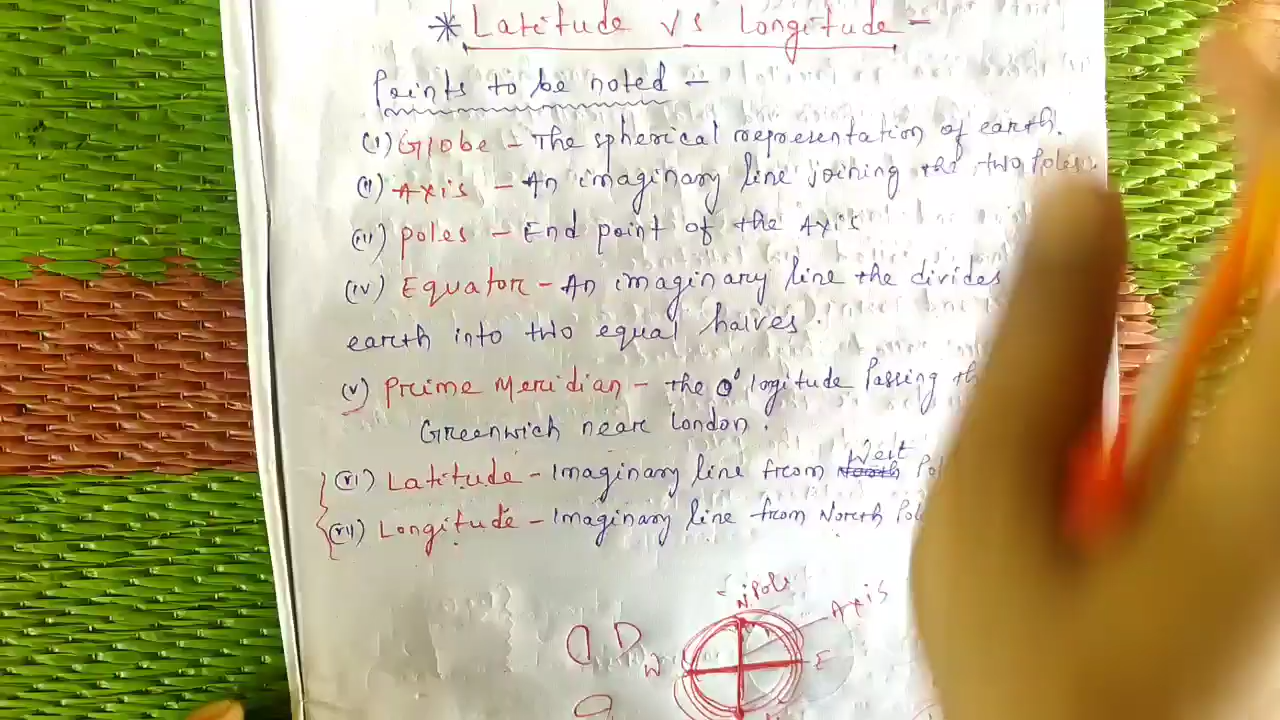 * Latitude vs Longitude -
Points to be noted -
(i) Globe - The spherical representation of earth.
(ii) Axis - An imaginary line joining the two Poles.
(iii) Poles - End point of the Axis
(iv) Equator - An imaginary line the divides
earth into two equal halves.
(v) Prime Meridian - the 0° logitude Passing
Greenwich near London.
(vi) Latitude - Imaginary line from West
(vii) Longitude - Imaginary line from North
N Pole
Axis
D D
W E